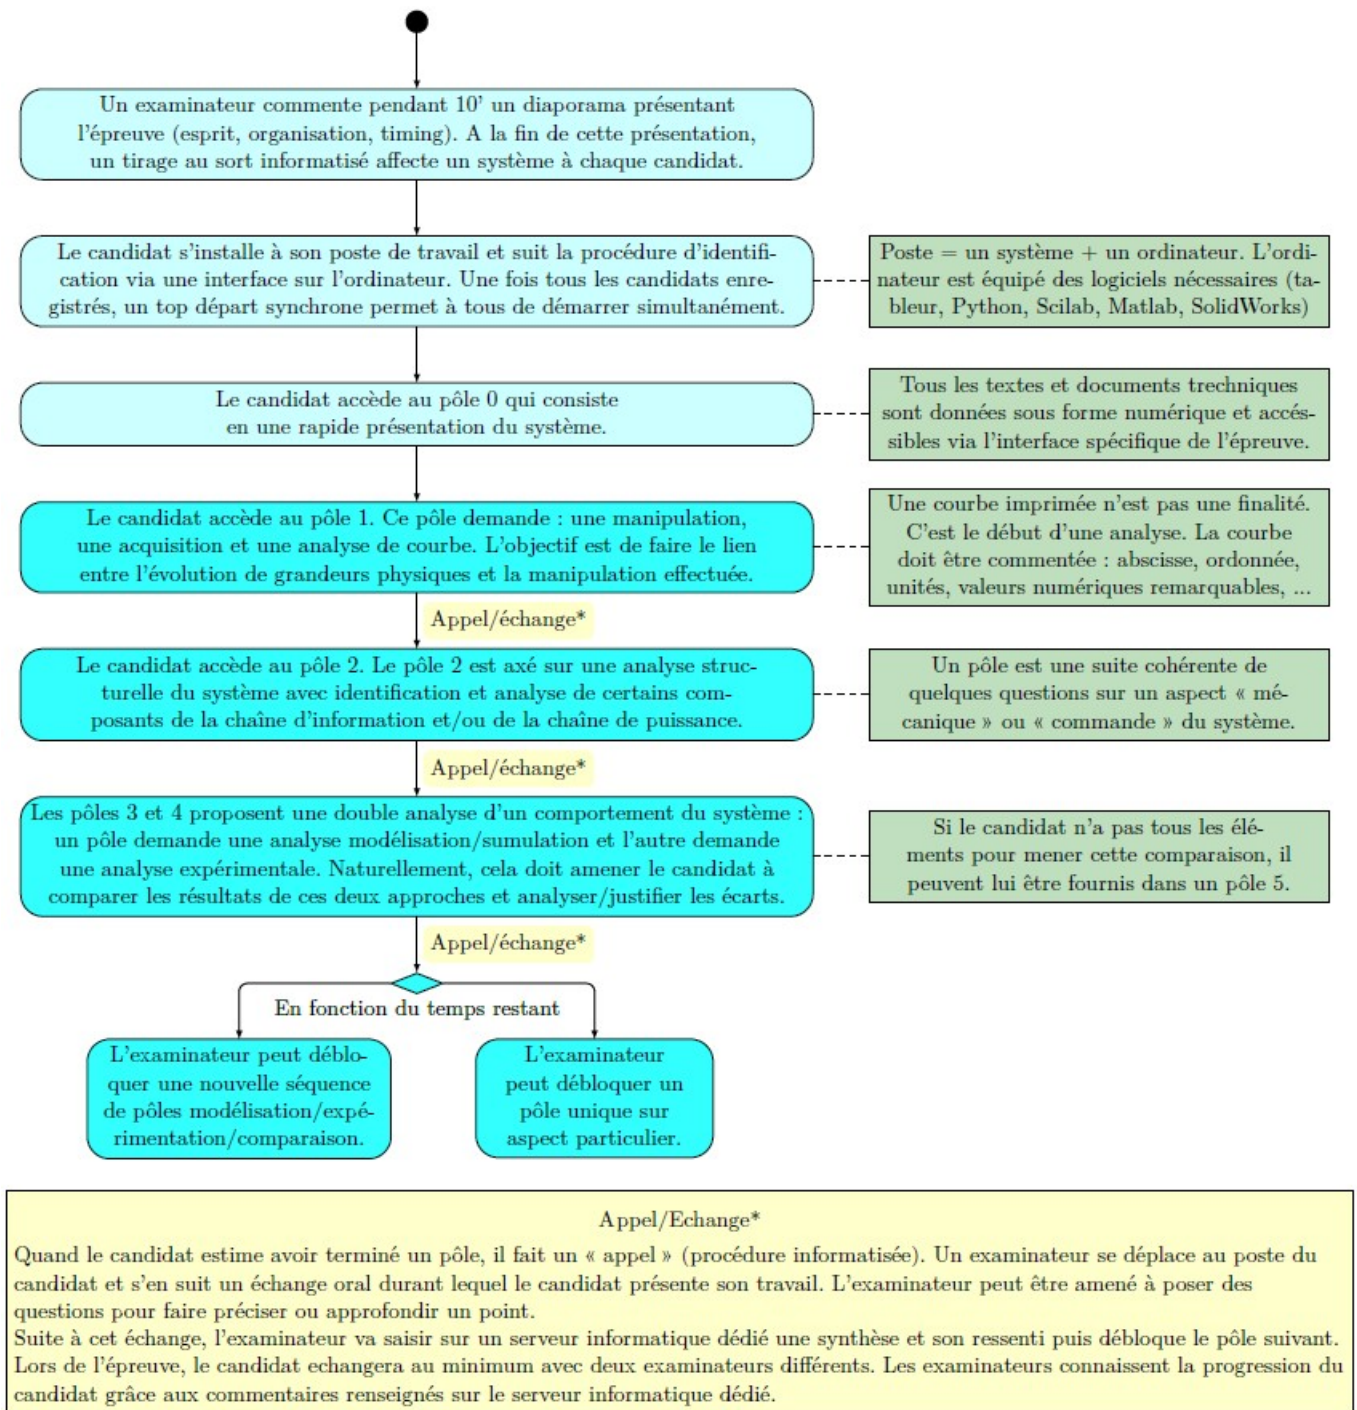 Un examinateur commente pendant 10' un diaporama présentant
l'épreuve (esprit, organisation, timing). A la fin de cette présentation,
un tirage au sort informatisé affecte un système à chaque candidat.
Le candidat s'installe à son poste de travail et suit la procédure d'identifi-
cation via une interface sur l'ordinateur. Une fois tous les candidats enre-
gistrés, un top départ synchrone permet à tous de démarrer simultanément.
Poste = un système + un ordinateur. L'ordi-
nateur est équipé des logiciels nécessaires (ta-
bleur, Python, Scilab, Matlab, SolidWorks)
Le candidat accède au pôle 0 qui consiste
en une rapide présentation du système.
Tous les textes et documents trechniques
sont données sous forme numérique et accés-
sibles via l'interface spécifique de l'épreuve.
Le candidat accède au pôle 1. Ce pôle demande : une manipulation,
une acquisition et une analyse de courbe. L'objectif est de faire le lien
entre l'évolution de grandeurs physiques et la manipulation effectuée.
Une courbe imprimée n'est pas une finalité.
C'est le début d'une analyse. La courbe
doit être commentée : abscisse, ordonnée,
unités, valeurs numériques remarquables, ...
Appel/échange*
Le candidat accède au pôle 2. Le pôle 2 est axé sur une analyse struc-
turelle du système avec identification et analyse de certains com-
posants de la chaîne d'information et/ou de la chaîne de puissance.
Un pôle est une suite cohérente de
quelques questions sur un aspect « mé-
canique » ou « commande » du système.
Appel/échange*
Les pôles 3 et 4 proposent une double analyse d'un comportement du système :
un pôle demande une analyse modélisation/sumulation et l'autre demande
une analyse expérimentale. Naturellement, cela doit amener le candidat à
comparer les résultats de ces deux approches et analyser/justifier les écarts.
Si le candidat n'a pas tous les élé-
ments pour mener cette comparaison, il
peuvent lui être fournis dans un pôle 5.
Appel/échange*
En fonction du temps restant
L'examinateur peut déblo-
quer une nouvelle séquence
de pôles modélisation/expé-
rimentation/comparaison.
L'examinateur
peut débloquer un
pôle unique sur
aspect particulier.
Appel/Echange*
Quand le candidat estime avoir terminé un pôle, il fait un « appel » (procédure informatisée). Un examinateur se déplace au poste du
candidat et s'en suit un échange oral durant lequel le candidat présente son travail. L'examinateur peut être amené à poser des
questions pour faire préciser ou approfondir un point.
Suite à cet échange, l'examinateur va saisir sur un serveur informatique dédié une synthèse et son ressenti puis débloque le pôle suivant.
Lors de l'épreuve, le candidat echangera au minimum avec deux examinateurs différents. Les examinateurs connaissent la progression du
candidat grâce aux commentaires renseignés sur le serveur informatique dédié.